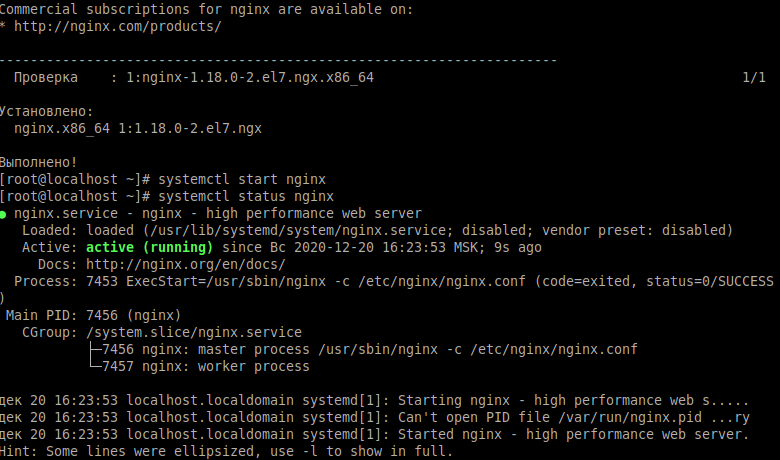 Commercial subscriptions for nginx are available on:
* http://nginx.com/products/
----------------------------------------------------------------------
Проверка    : 1:nginx-1.18.0-2.el7.ngx.x86_64                                              1/1
Установлено:
  nginx.x86_64 1:1.18.0-2.el7.ngx
Выполнено!
[root@localhost ~]# systemctl start nginx
[root@localhost ~]# systemctl status nginx
● nginx.service - nginx - high performance web server
   Loaded: loaded (/usr/lib/systemd/system/nginx.service; disabled; vendor preset: disabled)
   Active: active (running) since Вс 2020-12-20 16:23:53 MSK; 9s ago
     Docs: http://nginx.org/en/docs/
  Process: 7453 ExecStart=/usr/sbin/nginx -c /etc/nginx/nginx.conf (code=exited, status=0/SUCCESS
)
 Main PID: 7456 (nginx)
   CGroup: /system.slice/nginx.service
           ├─7456 nginx: master process /usr/sbin/nginx -c /etc/nginx/nginx.conf
           └─7457 nginx: worker process
дек 20 16:23:53 localhost.localdomain systemd[1]: Starting nginx - high performance web s.....
дек 20 16:23:53 localhost.localdomain systemd[1]: Can't open PID file /var/run/nginx.pid ...ry
дек 20 16:23:53 localhost.localdomain systemd[1]: Started nginx - high performance web server.
Hint: Some lines were ellipsized, use -l to show in full.